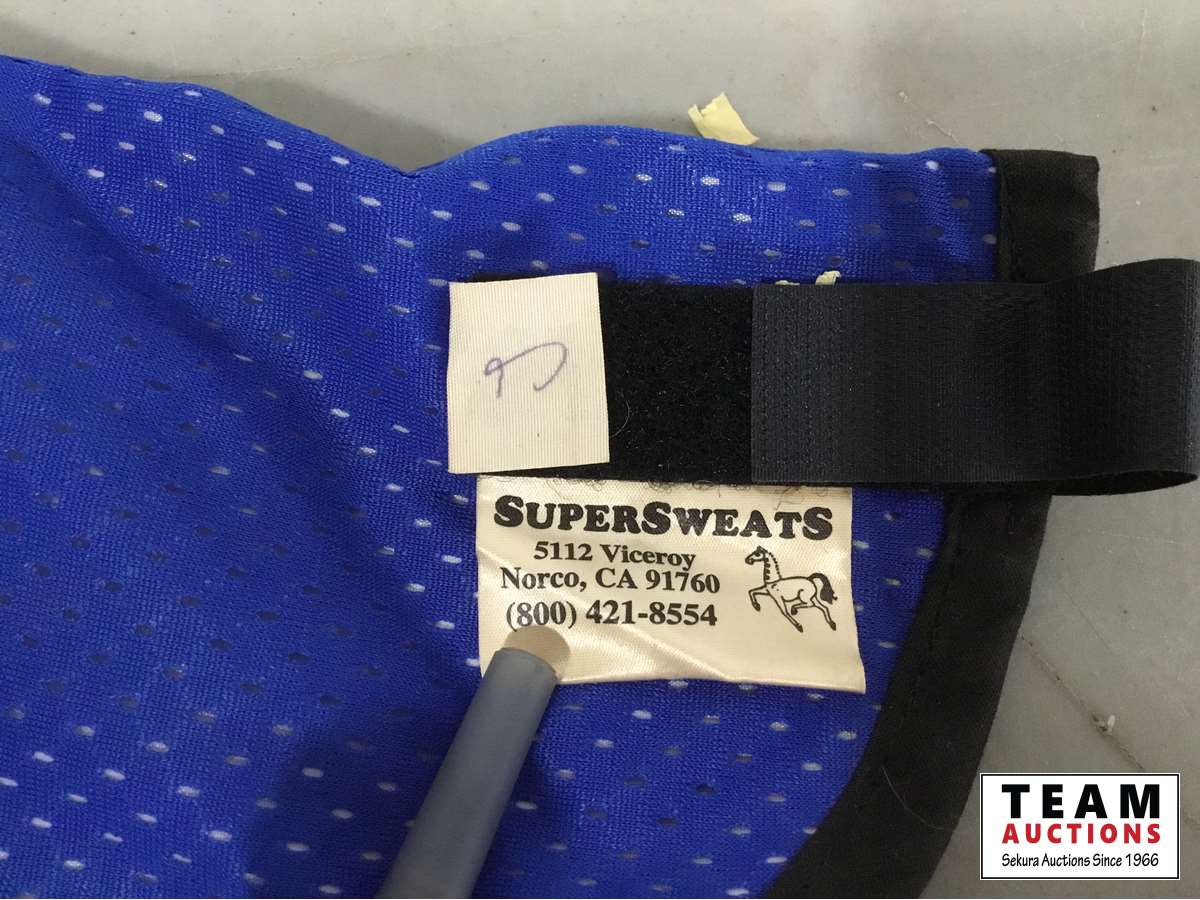 SUPERSWEATS
5112 Viceroy
Norco, CA 91760
(800) 421-8554
TEAM
AUCTIONS
Sekura Auctions Since 1966